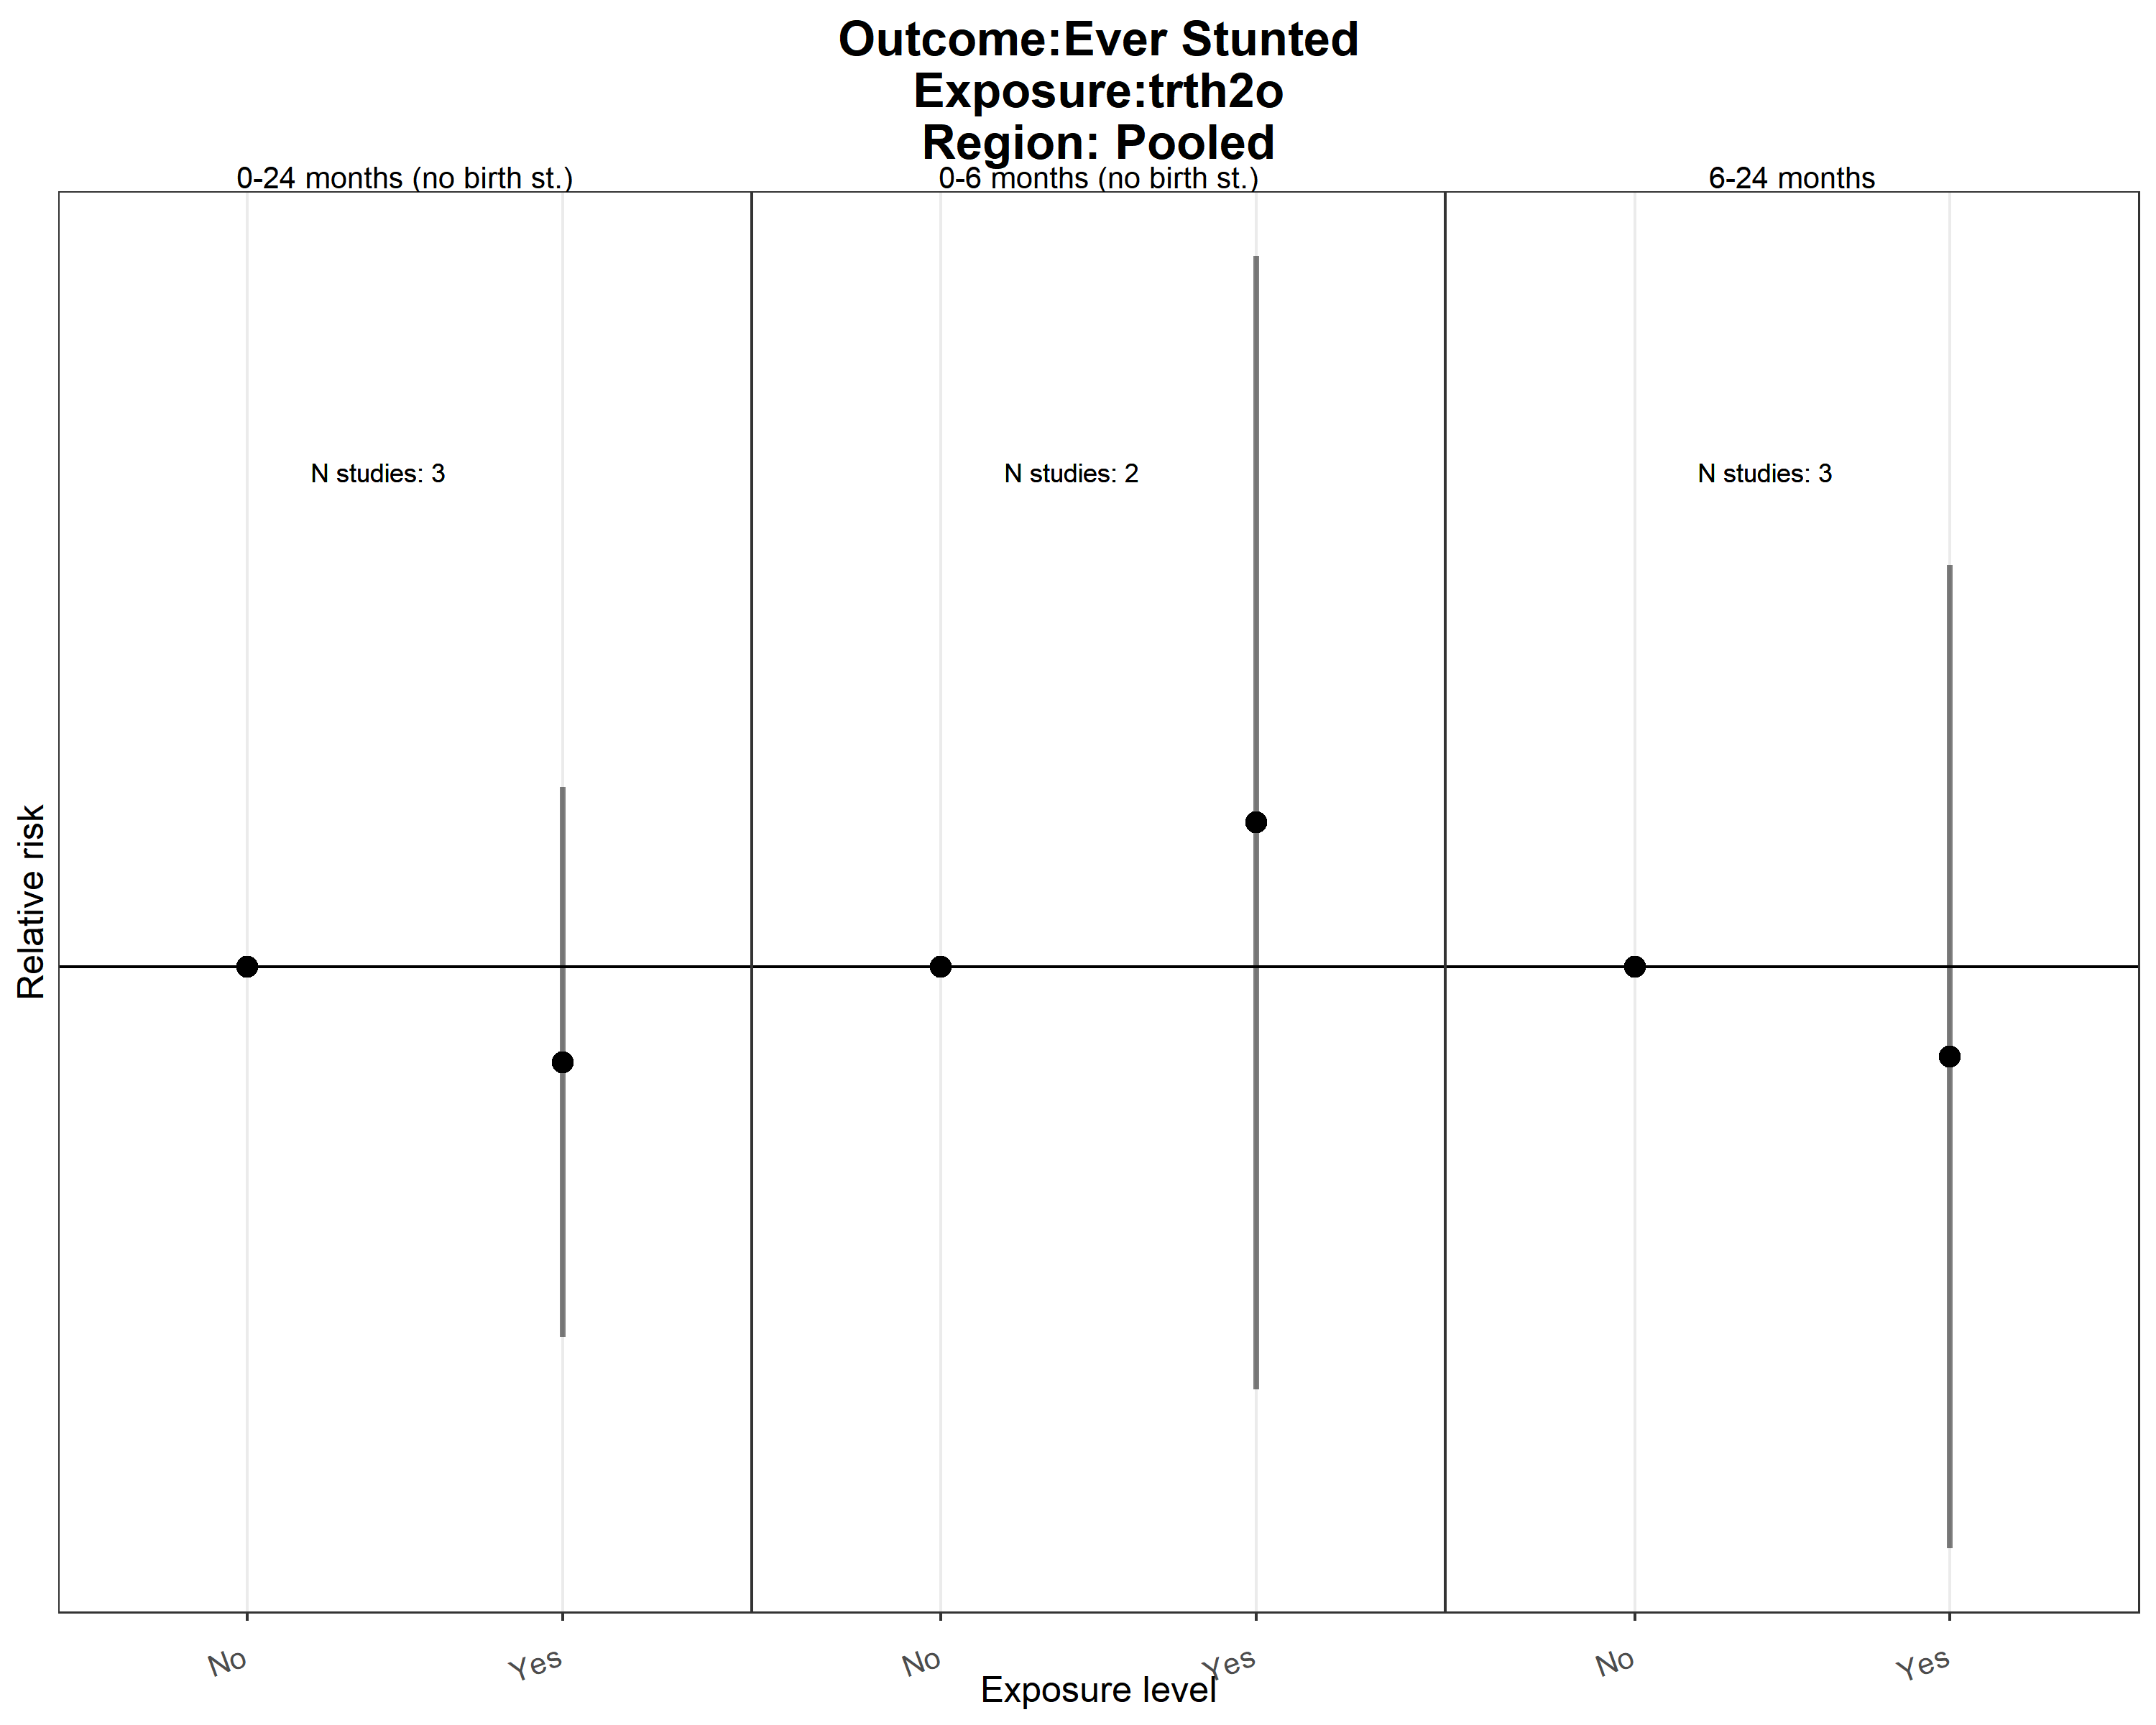 Outcome:Ever Stunted
Exposure:trth2o
Region: Pooled
0-24 months (no birth st.)
0-6 months (no birth st.)
6-24 months
N studies: 3
N studies: 2
N studies: 3
Relative risk
No
Yes
No
Yes
No
Yes
Exposure level